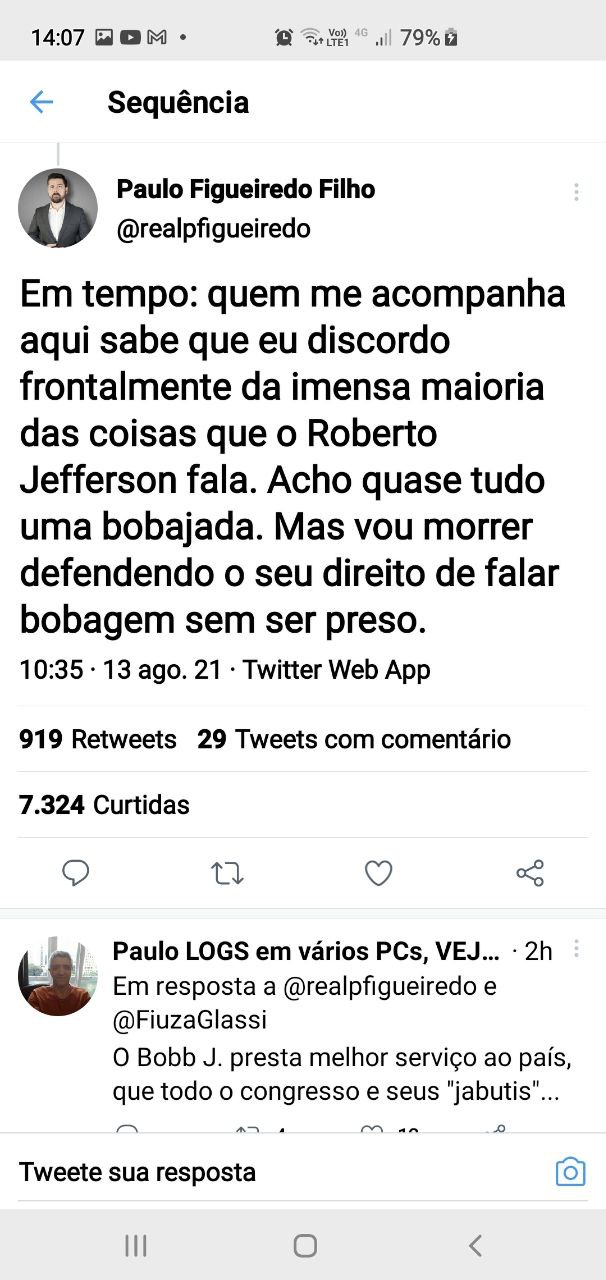 14:07
Vo)) 4G 79%
LTE1
Sequência
Paulo Figueiredo Filho
@realpfigueiredo
Em tempo: quem me acompanha
aqui sabe que eu discordo
frontalmente da imensa maioria
das coisas que o Roberto
Jefferson fala. Acho quase tudo
uma bobajada. Mas vou morrer
defendendo o seu direito de falar
bobagem sem ser preso.
10:35 · 13 ago. 21 · Twitter Web App
919 Retweets 29 Tweets com comentário
7.324 Curtidas
Paulo LOGS em vários PCs, VEJ... · 2h
Em resposta a @realpfigueiredo e
@FiuzaGlassi
O Bobb J. presta melhor serviço ao país,
que todo o congresso e seus "jabutis"...
Tweete sua resposta